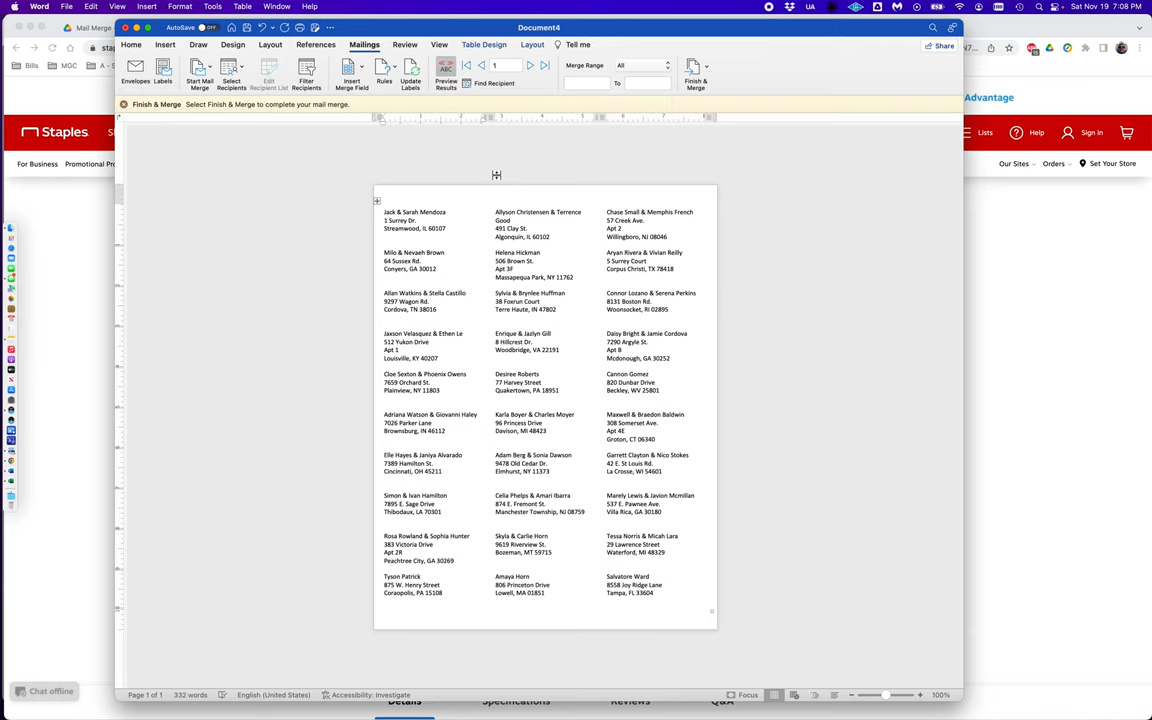 Word File Edit View Insert Format Tools Table Window Help
UA
Sat Nov 19 7:08 PM
Mail Merge
AutoSave OFF
Document4
Home Insert Draw Design Layout References Mailings Review View Table Design Layout Tell me
Share
Bills MGC
Envelopes
Labels
Start Mail Merge
Select Recipients
Edit Recipient List
Filter Recipients
Insert Merge Field
Rules
Update Labels
ABC
Preview Results
1
Find Recipient
Merge Range
All
To
Finish & Merge
Finish & Merge Select Finish & Merge to complete your mail merge.
Advantage
Staples
Lists Help Sign in
For Business Promotional
Our Sites Orders Set Your Store
Jack & Sarah Mendoza
1 Surrey Dr.
Streamwood, IL 60107
Allyson Christensen & Terrence
Good
491 Clay St.
Algonquin, IL 60102
Chase Small & Memphis French
57 Creek Ave.
Apt 2
Willingboro, NJ 08046
Milo & Nevaeh Brown
64 Sussex Rd.
Conyers, GA 30012
Helena Hickman
506 Brown St.
Apt 3F
Massapequa Park, NY 11762
Aryan Rivera & Vivian Reilly
5 Surrey Court
Corpus Christi, TX 78418
Allan Watkins & Stella Castillo
9297 Wagon Rd.
Cordova, TN 38016
Sylvia & Brynlee Huffman
38 Foxrun Court
Terre Haute, IN 47802
Connor Lozano & Serena Perkins
8131 Boston Rd.
Woonsocket, RI 02895
Jaxson Velasquez & Ethen Le
512 Yukon Drive
Apt 1
Louisville, KY 40207
Enrique & Jazlyn Gill
8 Hillcrest Dr.
Woodbridge, VA 22191
Daisy Bright & Jamie Cordova
7290 Argyle St.
Apt B
Mcdonough, GA 30252
Cloe Sexton & Phoenix Owens
7659 Orchard St.
Plainview, NY 11803
Desiree Roberts
77 Harvey Street
Quakertown, PA 18951
Cannon Gomez
820 Dunbar Drive
Beckley, WV 25801
Adriana Watson & Giovanni Haley
7026 Parker Lane
Brownsburg, IN 46112
Karla Boyer & Charles Moyer
96 Princess Drive
Davison, MI 48423
Maxwell & Braedon Baldwin
308 Somerset Ave.
Apt 4E
Groton, CT 06340
Elle Hayes & Janiya Alvarado
7389 Hamilton St.
Cincinnati, OH 45211
Adam Berg & Sonia Dawson
9478 Old Cedar Dr.
Elmhurst, NY 11373
Garrett Clayton & Nico Stokes
42 E. St Louis Rd.
La Crosse, WI 54601
Simon & Ivan Hamilton
7895 E. Sage Drive
Thibodaux, LA 70301
Celia Phelps & Amari Ibarra
874 E. Fremont St.
Manchester Township, NJ 08759
Marely Lewis & Javion Mcmillan
537 E. Pawnee Ave.
Villa Rica, GA 30180
Rosa Rowland & Sophia Hunter
383 Victoria Drive
Apt 2R
Peachtree City, GA 30269
Skyla & Carlie Horn
9619 Riverview St.
Bozeman, MT 59715
Tessa Norris & Micah Lara
29 Lawrence Street
Waterford, MI 48329
Tyson Patrick
875 W. Henry Street
Coraopolis, PA 15108
Amaya Horn
806 Princeton Drive
Lowell, MA 01851
Salvatore Ward
8558 Joy Ridge Lane
Tampa, FL 33604
Chat offline
Page 1 of 1 332 words English (United States) Accessibility: Investigate
Focus 100%
Details Specifications Reviews Q&A